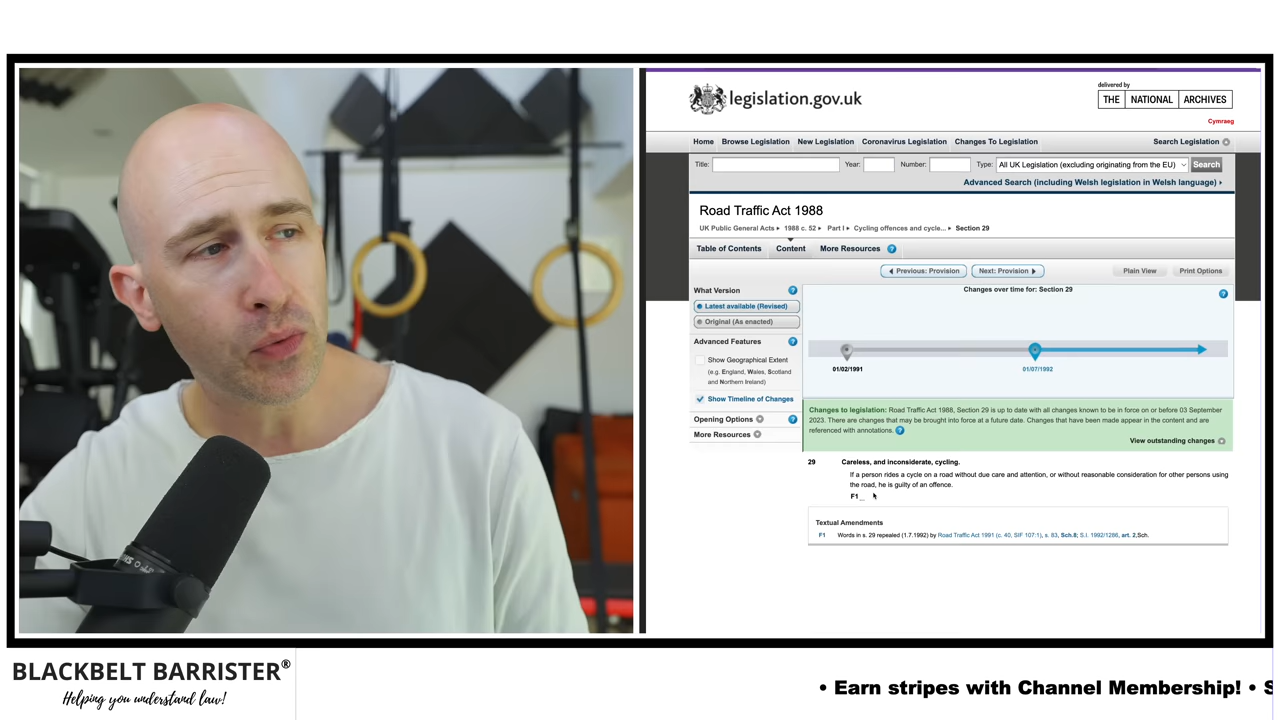 delivered by
legislation.gov.uk
THE NATIONAL ARCHIVES
Cymraeg
Home Browse Legislation New Legislation Coronavirus Legislation Changes To Legislation Search Legislation
Title: Year: Number: Type: All UK Legislation (excluding originating from the EU) Search
Advanced Search (including Welsh legislation in Welsh language)
Road Traffic Act 1988
UK Public General Acts 1988 c. 52 Part I Cycling offences and cycle... Section 29
Table of Contents Content More Resources ?
Previous: Provision Next: Provision Plain View Print Options
What Version ?
Latest available (Revised)
Original (As enacted)
Advanced Features ?
Show Geographical Extent
(e.g. England, Wales, Scotland
and Northern Ireland)
Show Timeline of Changes
Opening Options ?
More Resources
Changes over time for: Section 29
?
01/02/1991 01/07/1992
Changes to legislation: Road Traffic Act 1988, Section 29 is up to date with all changes known to be in force on or before 03 September
2023. There are changes that may be brought into force at a future date. Changes that have been made appear in the content and are
referenced with annotations. ?
View outstanding changes
29 Careless, and inconsiderate, cycling.
If a person rides a cycle on a road without due care and attention, or without reasonable consideration for other persons using
the road, he is guilty of an offence.
F1...
Textual Amendments
F1 Words in s. 29 repealed (1.7.1992) by Road Traffic Act 1991 (c. 40, SIF 107:1), s. 83, Sch.8; S.I. 1992/1286, art. 2,Sch.
BLACKBELT BARRISTER®
Helping you understand law!
• Earn stripes with Channel Membership! • S